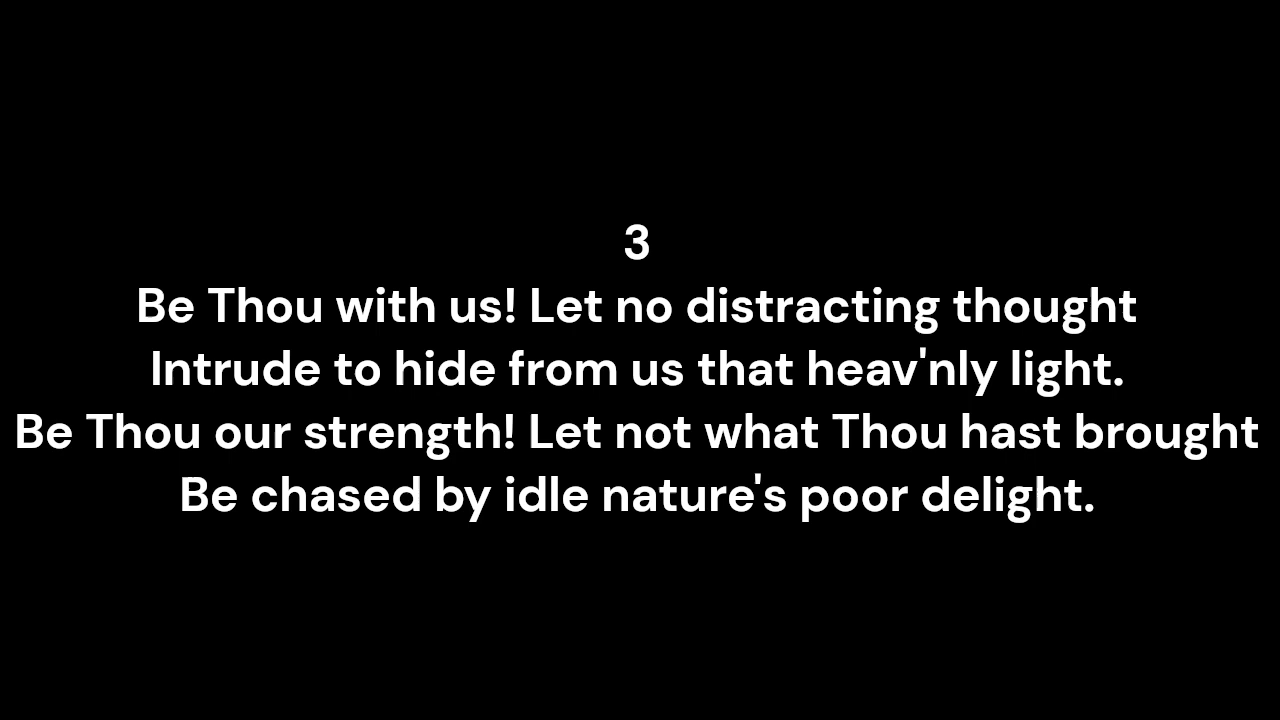 3
Be Thou with us! Let no distracting thought
Intrude to hide from us that heav'nly light.
Be Thou our strength! Let not what Thou hast brought
Be chased by idle nature's poor delight.